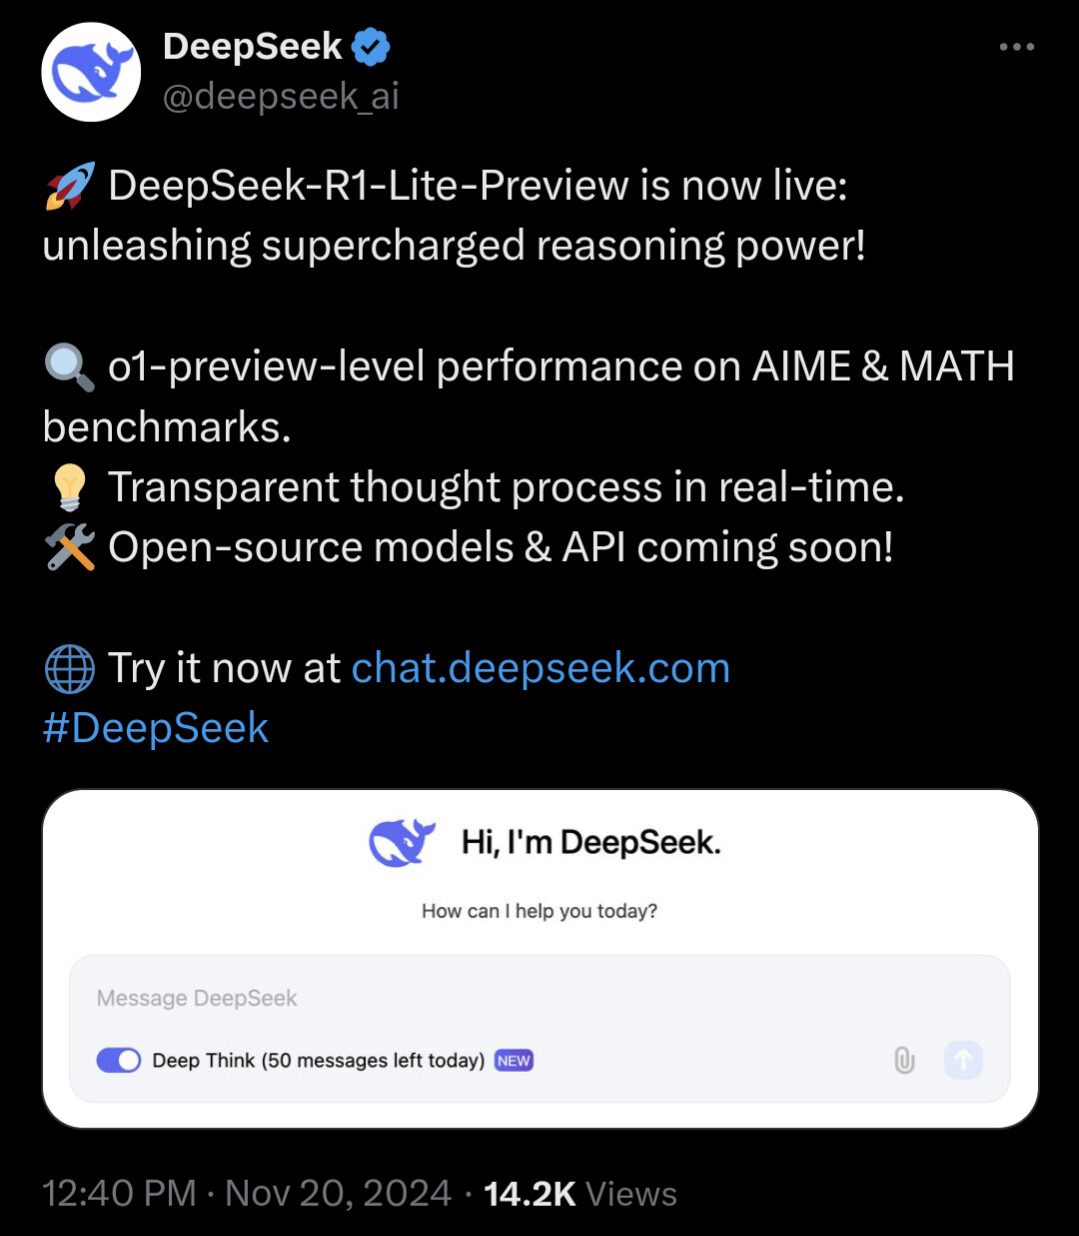 DeepSeek
@deepseek_ai
🚀 DeepSeek-R1-Lite-Preview is now live:
unleashing supercharged reasoning power!
🔍 o1-preview-level performance on AIME & MATH
benchmarks.
💡 Transparent thought process in real-time.
🛠️ Open-source models & API coming soon!
🌐 Try it now at chat.deepseek.com
#DeepSeek
Hi, I'm DeepSeek.
How can I help you today?
Message DeepSeek
Deep Think (50 messages left today) NEW
12:40 PM · Nov 20, 2024 · 14.2K Views